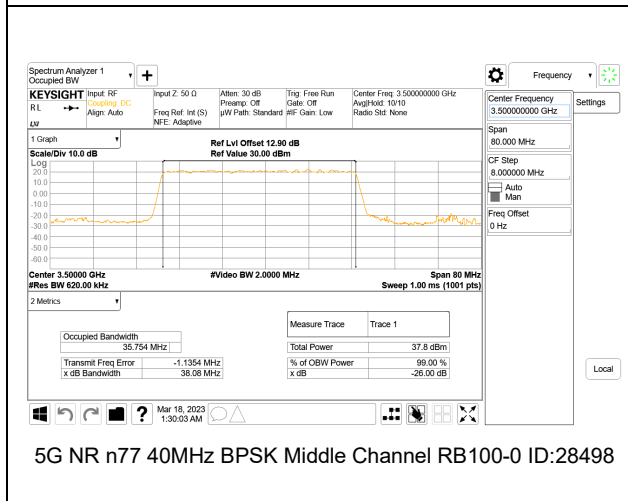 Spectrum Analyzer 1
Occupied BW
Frequency
KEYSIGHT
RL
LXI
Input: RF
Coupling: DC
Align: Auto
Input Z: 50 Ω
Freq Ref: Int (S)
NFE: Adaptive
Atten: 30 dB
Preamp: Off
µW Path: Standard
Trig: Free Run
Gate: Off
#IF Gain: Low
Center Freq: 3.500000000 GHz
Avg|Hold: 10/10
Radio Std: None
Center Frequency
3.500000000 GHz
Settings
Span
80.000 MHz
CF Step
8.000000 MHz
Auto
Man
Freq Offset
0 Hz
Local
1 Graph
Ref Lvl Offset 12.90 dB
Scale/Div 10.0 dB
Ref Value 30.00 dBm
Log
20.0
10.0
0.00
-10.0
-20.0
-30.0
-40.0
-50.0
-60.0
Center 3.50000 GHz
#Video BW 2.0000 MHz
Span 80 MHz
#Res BW 620.00 kHz
Sweep 1.00 ms (1001 pts)
2 Metrics
Measure Trace
Trace 1
Occupied Bandwidth
35.754 MHz
Total Power
37.8 dBm
Transmit Freq Error
-1.1354 MHz
% of OBW Power
99.00 %
x dB Bandwidth
38.08 MHz
x dB
-26.00 dB
?
Mar 18, 2023
1:30:03 AM
5G NR n77 40MHz BPSK Middle Channel RB100-0 ID:28498